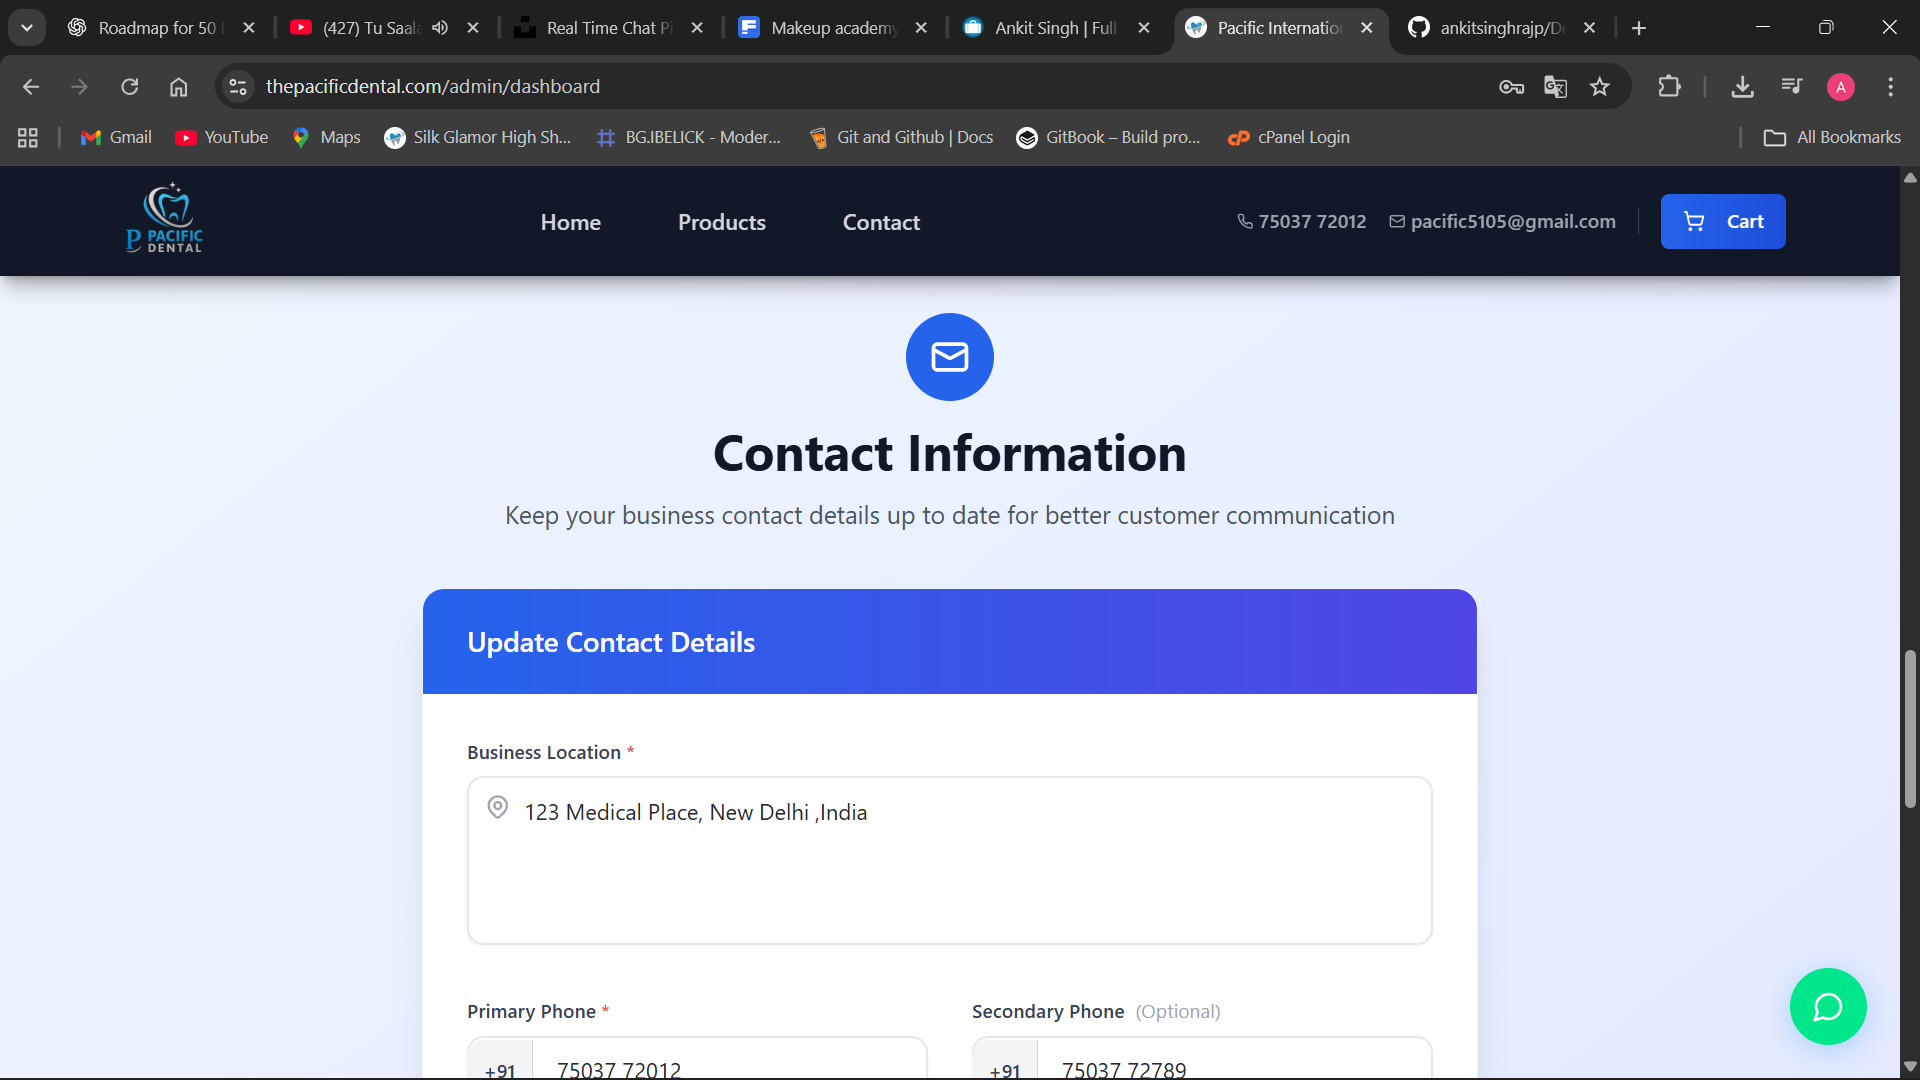 Roadmap for 50
(427) Tu Saala
Real Time Chat Pi
Makeup academy
Ankit Singh | Full
Pacific Internatio
ankitsinghrajp/De
thepacificdental.com/admin/dashboard
A
Gmail
YouTube
Maps
Silk Glamor High Sh...
BG.IBELICK - Moder...
Git and Github | Docs
GitBook – Build pro...
cPanel Login
All Bookmarks
P PACIFIC
DENTAL
Home
Products
Contact
75037 72012
pacific5105@gmail.com
Cart
Contact Information
Keep your business contact details up to date for better customer communication
Update Contact Details
Business Location *
123 Medical Place, New Delhi ,India
Primary Phone *
Secondary Phone (Optional)
+91 75037 72012
+91 75037 72789